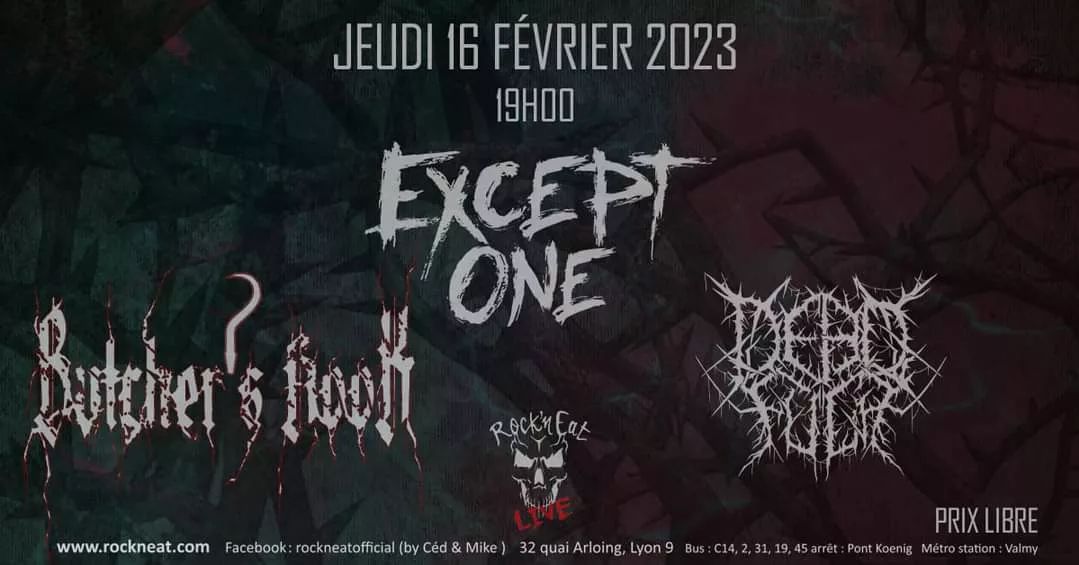 JEUDI 16 FÉVRIER 2023
19H00
EXCEPT
ONE
Butcher's Hook
DEAD
Rock'n Eat
LIVE
PRIX LIBRE
www.rockneat.com Facebook : rockneatofficial (by Céd & Mike ) 32 quai Arloing, Lyon 9 Bus : C14, 2, 31, 19, 45 arrêt : Pont Koenig Métro station : Valmy